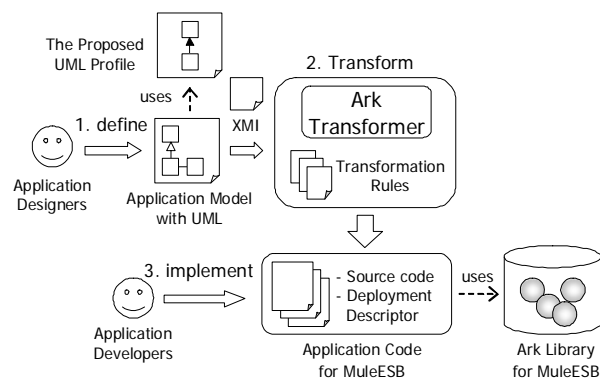 The Proposed
UML Profile
uses
1. define
XMI
2. Transform
Ark
Transformer
Transformation
Rules
Application
Designers
Application Model
with UML
3. implement
- Source code
- Deployment
Descriptor
uses
Application
Developers
Application Code
for MuleESB
Ark Library
for MuleESB